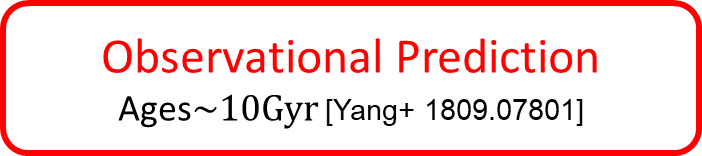 Observational Prediction
Ages~10Gyr [Yang+ 1809.07801]